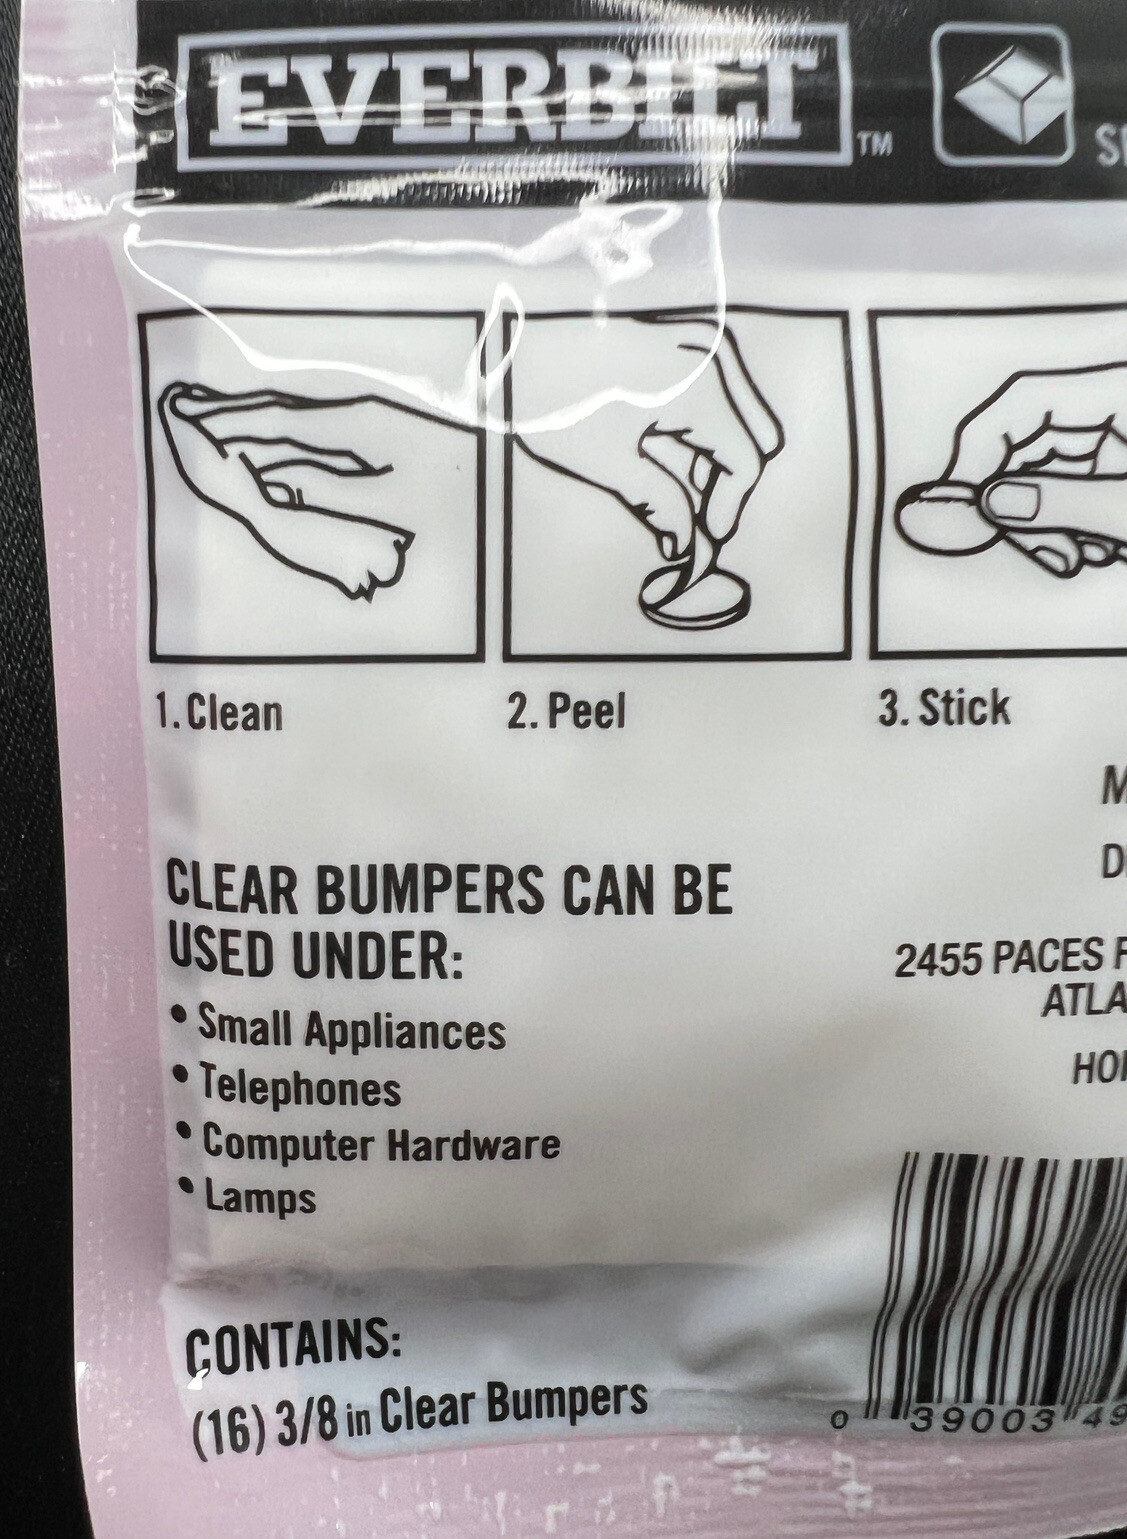 EVERBILT
TM
1. Clean
2. Peel
3. Stick
CLEAR BUMPERS CAN BE
USED UNDER:
• Small Appliances
• Telephones
• Computer Hardware
• Lamps
2455 PACES
CONTAINS:
(16) 3/8 in Clear Bumpers
0 39003 49